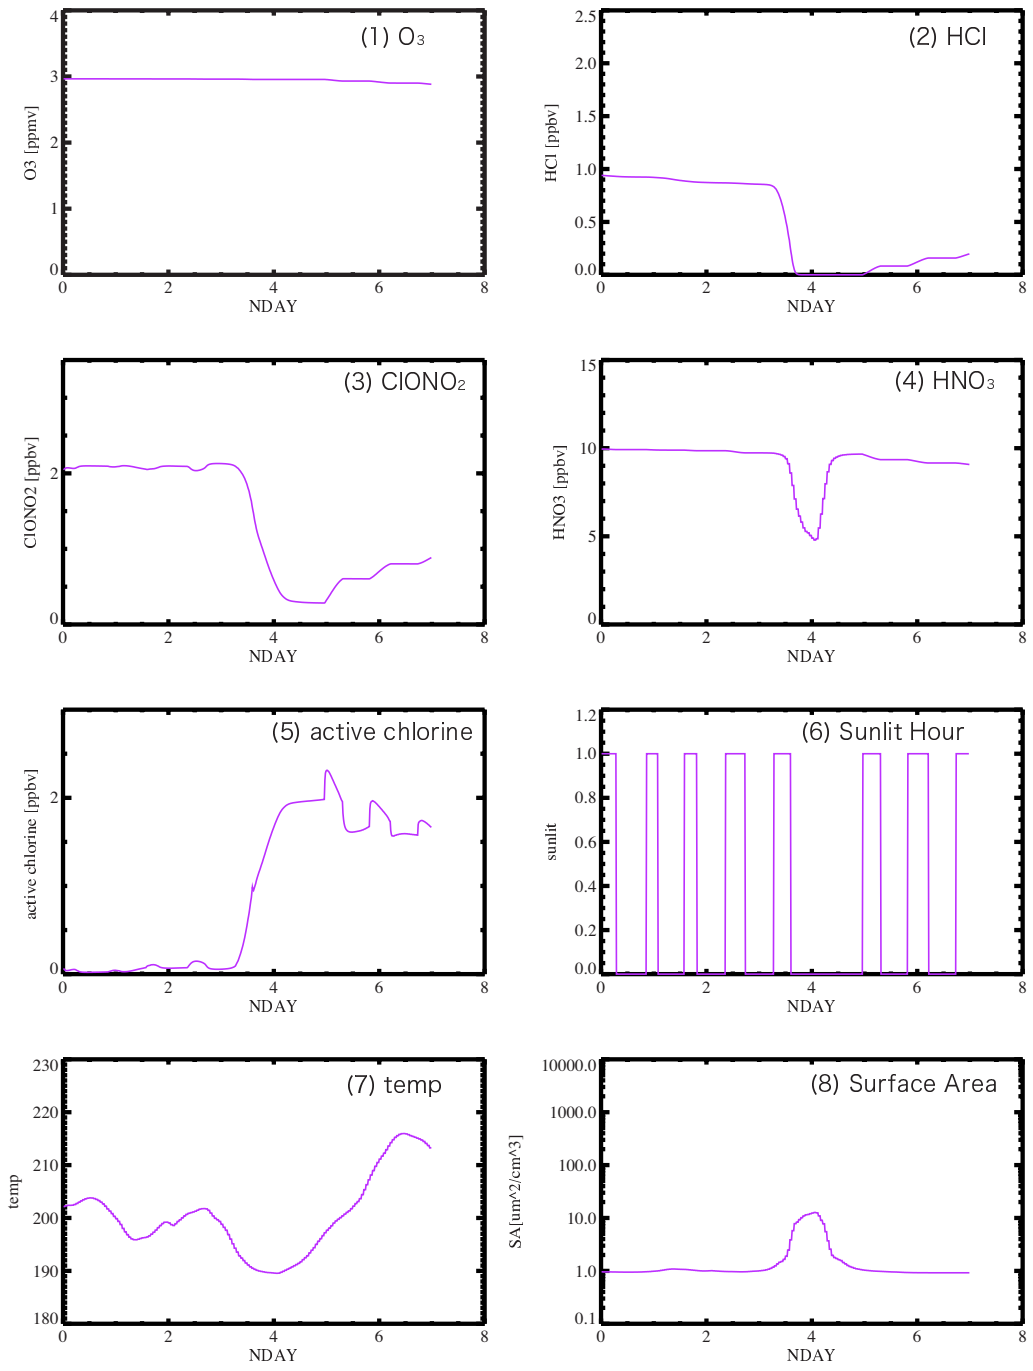 (1) O₃
O3 [ppmv]
4
3
2
1
0
0 2 4 6 8
NDAY
(2) HCl
HCl [ppbv]
2.5
2.0
1.5
1.0
0.5
0.0
0 2 4 6 8
NDAY
(3) ClONO₂
ClONO2 [ppbv]
2
0
0 2 4 6 8
NDAY
(4) HNO₃
HNO3 [ppbv]
15
10
5
0
0 2 4 6 8
NDAY
(5) active chlorine
active chlorine [ppbv]
2
0
0 2 4 6 8
NDAY
(6) Sunlit Hour
sunlit
1.2
1.0
0.8
0.6
0.4
0.2
0.0
0 2 4 6 8
NDAY
(7) temp
temp
230
220
210
200
190
180
0 2 4 6 8
NDAY
(8) Surface Area
SA[um^2/cm^3]
10000.0
1000.0
100.0
10.0
1.0
0.1
0 2 4 6 8
NDAY